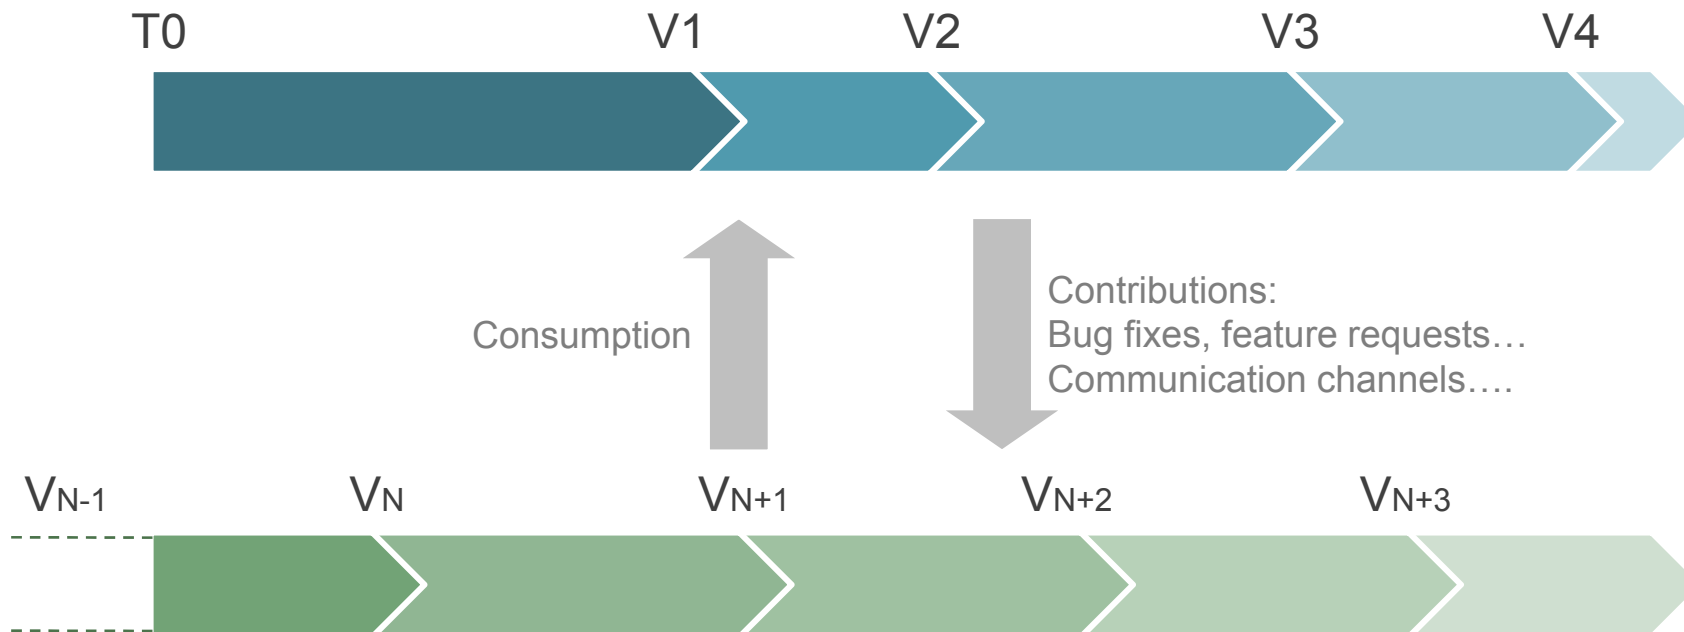 T0 V1 V2 V3 V4
Consumption
Contributions:
Bug fixes, feature requests…
Communication channels….
VN-1 VN VN+1 VN+2 VN+3